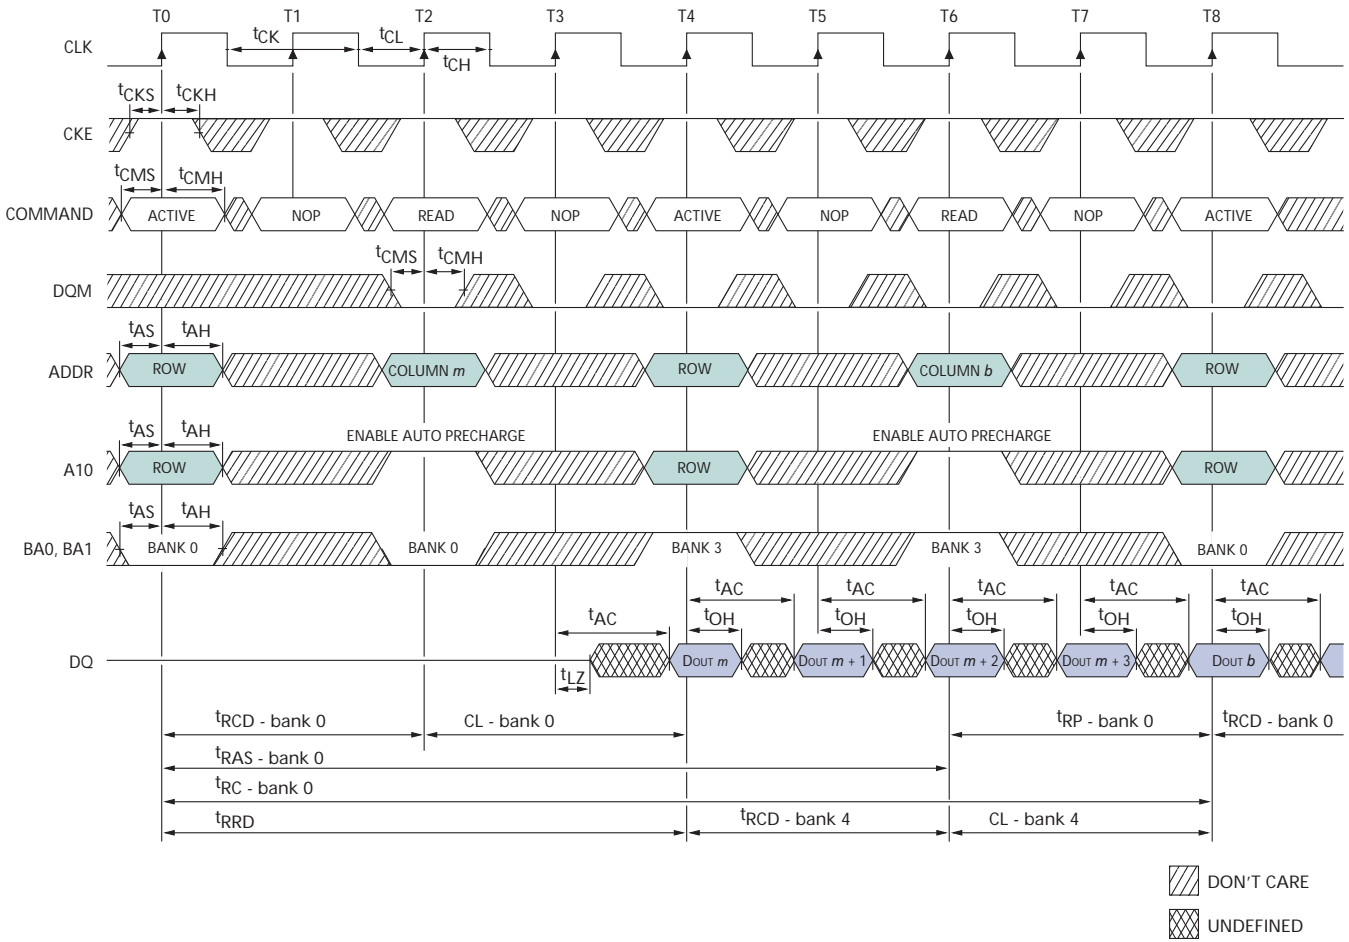 T0 T1 T2 T3 T4 T5 T6 T7 T8
CLK
tCK tCL
tCH
tCKS tCKH
CKE
tCMS tCMH
COMMAND ACTIVE NOP READ NOP ACTIVE NOP READ NOP ACTIVE
tCMS tCMH
DQM
tAS tAH
ADDR ROW COLUMN m ROW COLUMN b ROW
tAS tAH
ENABLE AUTO PRECHARGE ENABLE AUTO PRECHARGE
A10 ROW ROW ROW
tAS tAH
BA0, BA1 BANK 0 BANK 0 BANK 3 BANK 3 BANK 0
tAC tAC tAC tAC tAC
tAC tOH tOH tOH tOH tOH
DQ DOUT m DOUT m + 1 DOUT m + 2 DOUT m + 3 DOUT b
tLZ
tRCD - bank 0 CL - bank 0 tRP - bank 0 tRCD - bank 0
tRAS - bank 0
tRC - bank 0
tRRD tRCD - bank 4 CL - bank 4
DON'T CARE
UNDEFINED